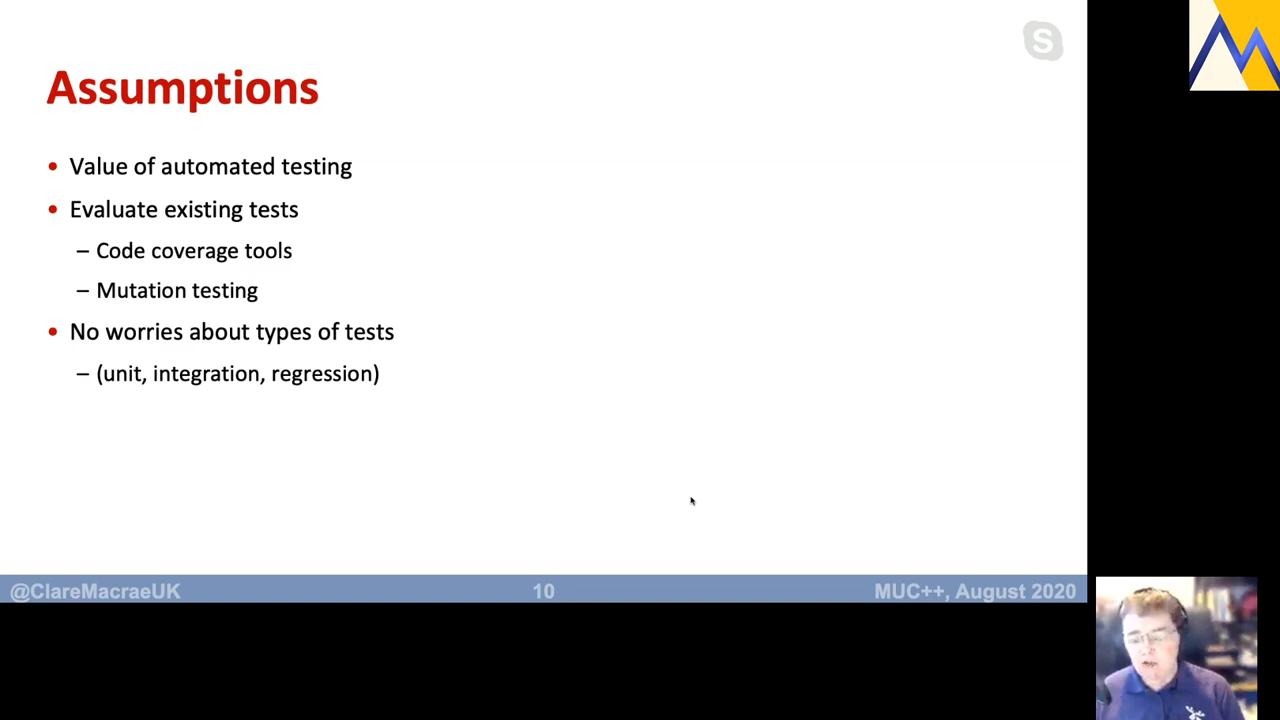 Assumptions
• Value of automated testing
• Evaluate existing tests
– Code coverage tools
– Mutation testing
• No worries about types of tests
– (unit, integration, regression)
@ClareMacraeUK
10
MUC++, August 2020